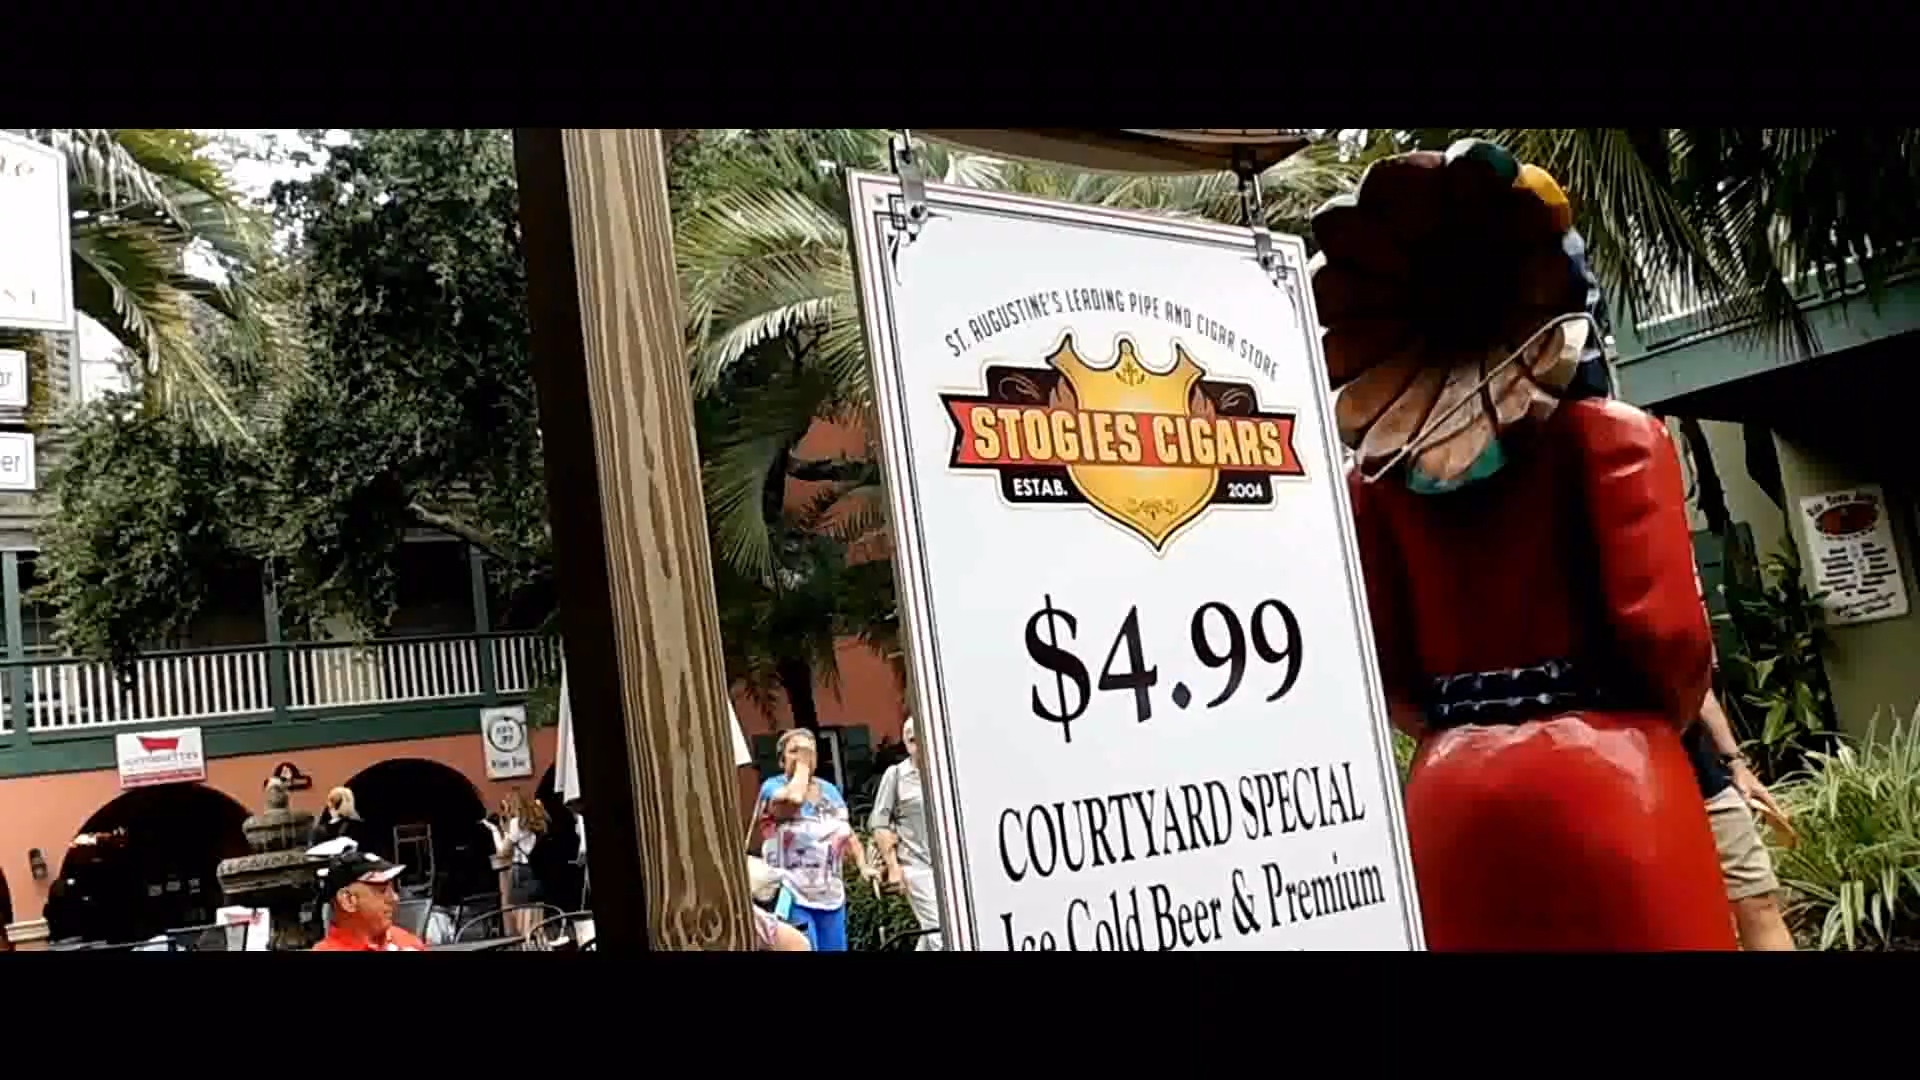 ST. AUGUSTINE'S LEADING PIPE AND CIGAR STORE
STOGIES CIGARS
ESTAB. 2004
$4.99
COURTYARD SPECIAL
Ice Cold Beer & Premium